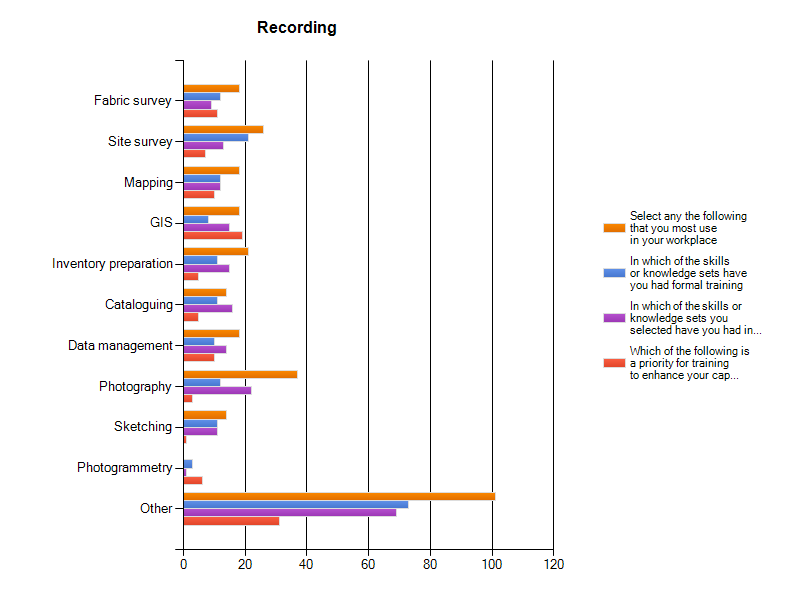 Recording
Fabric survey
Site survey
Mapping
GIS
Inventory preparation
Cataloguing
Data management
Photography
Sketching
Photogrammetry
Other
0 20 40 60 80 100 120
Select any the following
that you most use
in your workplace
In which of the skills
or knowledge sets have
you had formal training
In which of the skills or
knowledge sets you
selected have you had in...
Which of the following is
a priority for training
to enhance your cap...